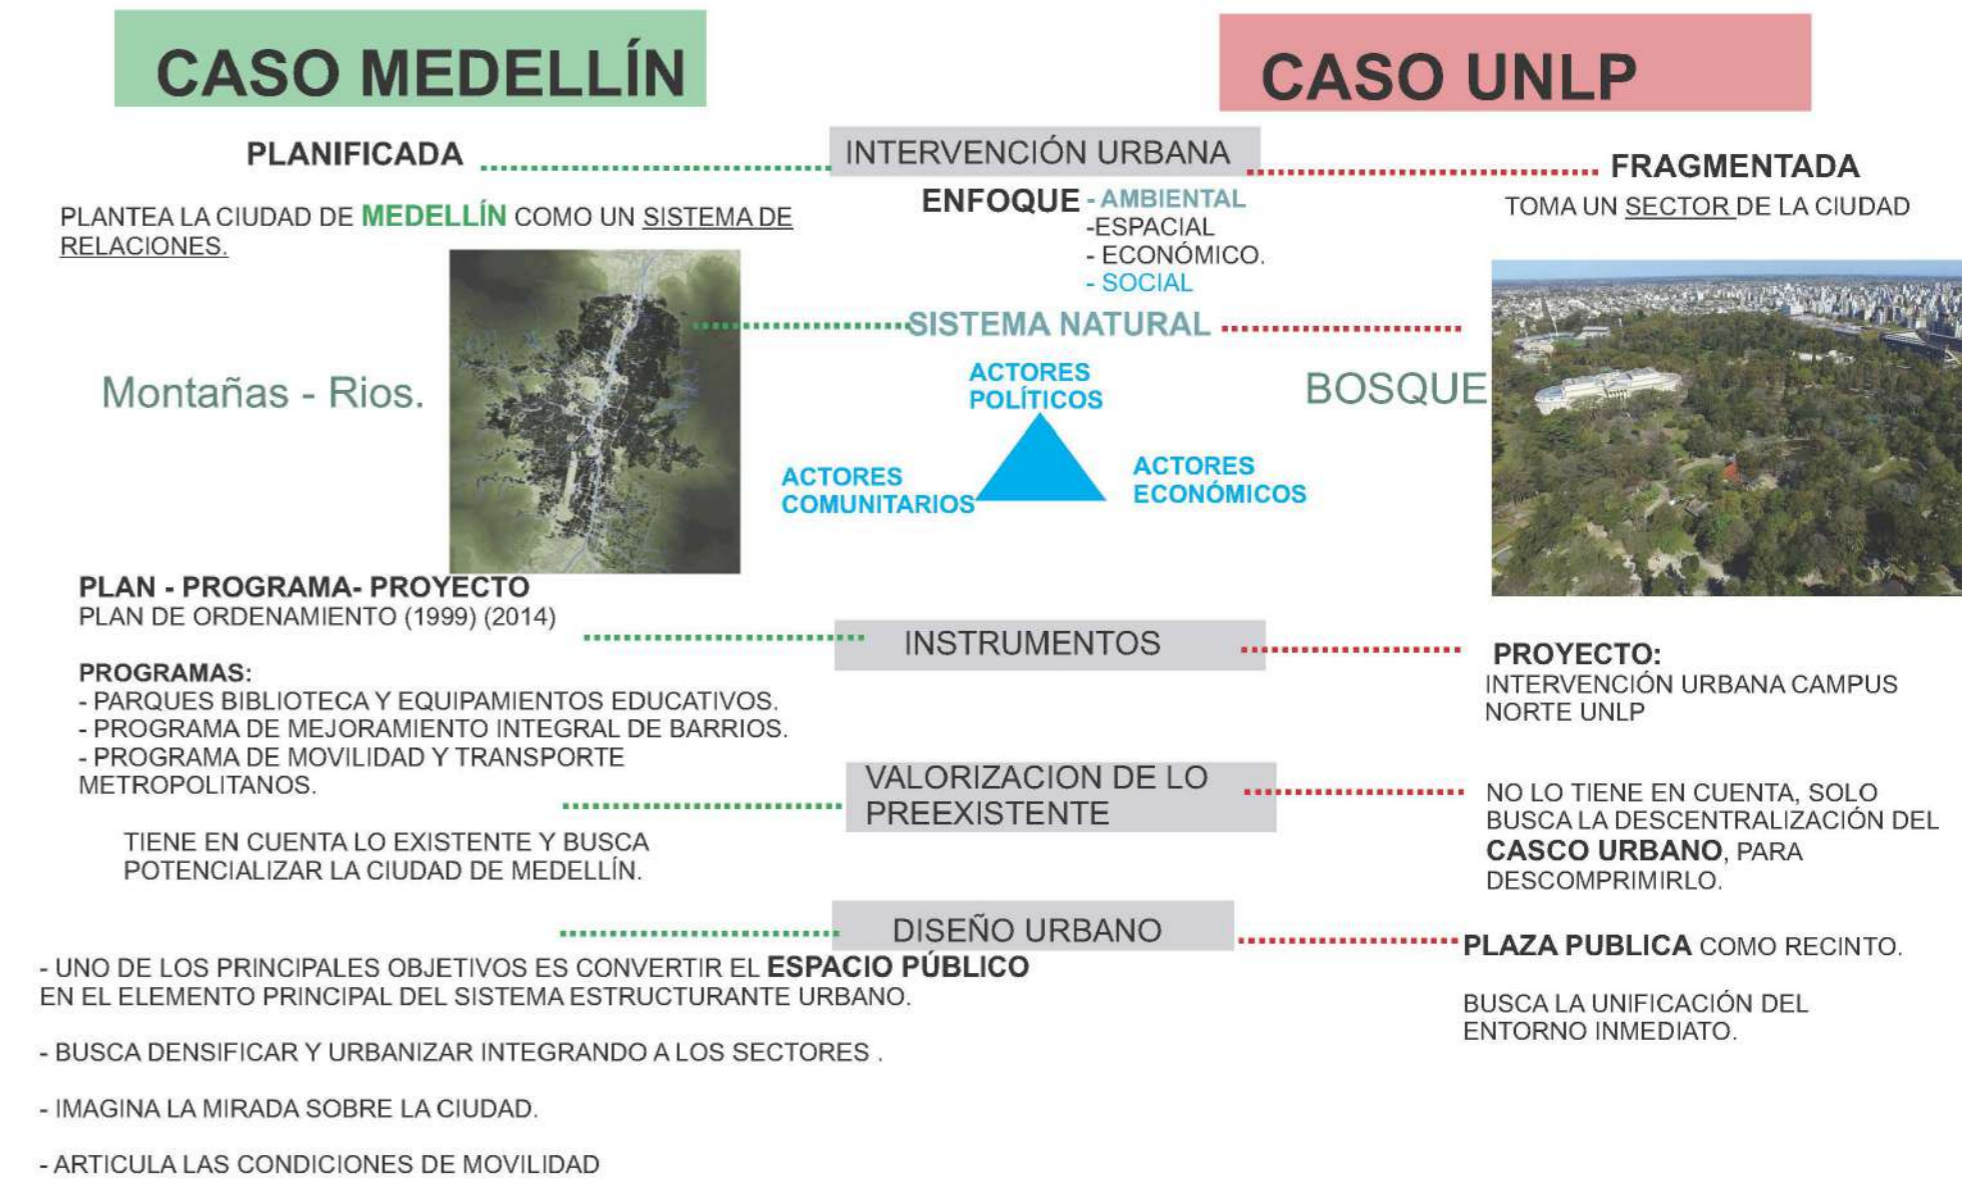 CASO MEDELLÍN
CASO UNLP
PLANIFICADA
INTERVENCIÓN URBANA
FRAGMENTADA
PLANTEA LA CIUDAD DE MEDELLÍN COMO UN SISTEMA DE
RELACIONES.
ENFOQUE - AMBIENTAL
-ESPACIAL
- ECONÓMICO.
- SOCIAL
TOMA UN SECTOR DE LA CIUDAD
SISTEMA NATURAL
Montañas - Rios.
BOSQUE
ACTORES
POLÍTICOS
ACTORES
COMUNITARIOS
ACTORES
ECONÓMICOS
PLAN - PROGRAMA- PROYECTO
PLAN DE ORDENAMIENTO (1999) (2014)
PROGRAMAS:
- PARQUES BIBLIOTECA Y EQUIPAMIENTOS EDUCATIVOS.
- PROGRAMA DE MEJORAMIENTO INTEGRAL DE BARRIOS.
- PROGRAMA DE MOVILIDAD Y TRANSPORTE
METROPOLITANOS.
INSTRUMENTOS
PROYECTO:
INTERVENCIÓN URBANA CAMPUS
NORTE UNLP
TIENE EN CUENTA LO EXISTENTE Y BUSCA
POTENCIALIZAR LA CIUDAD DE MEDELLÍN.
VALORIZACION DE LO
PREEXISTENTE
NO LO TIENE EN CUENTA, SOLO
BUSCA LA DESCENTRALIZACIÓN DEL
CASCO URBANO, PARA
DESCOMPRIMIRLO.
DISEÑO URBANO
- UNO DE LOS PRINCIPALES OBJETIVOS ES CONVERTIR EL ESPACIO PÚBLICO
EN EL ELEMENTO PRINCIPAL DEL SISTEMA ESTRUCTURANTE URBANO.
- BUSCA DENSIFICAR Y URBANIZAR INTEGRANDO A LOS SECTORES .
- IMAGINA LA MIRADA SOBRE LA CIUDAD.
- ARTICULA LAS CONDICIONES DE MOVILIDAD
PLAZA PUBLICA COMO RECINTO.
BUSCA LA UNIFICACIÓN DEL
ENTORNO INMEDIATO.